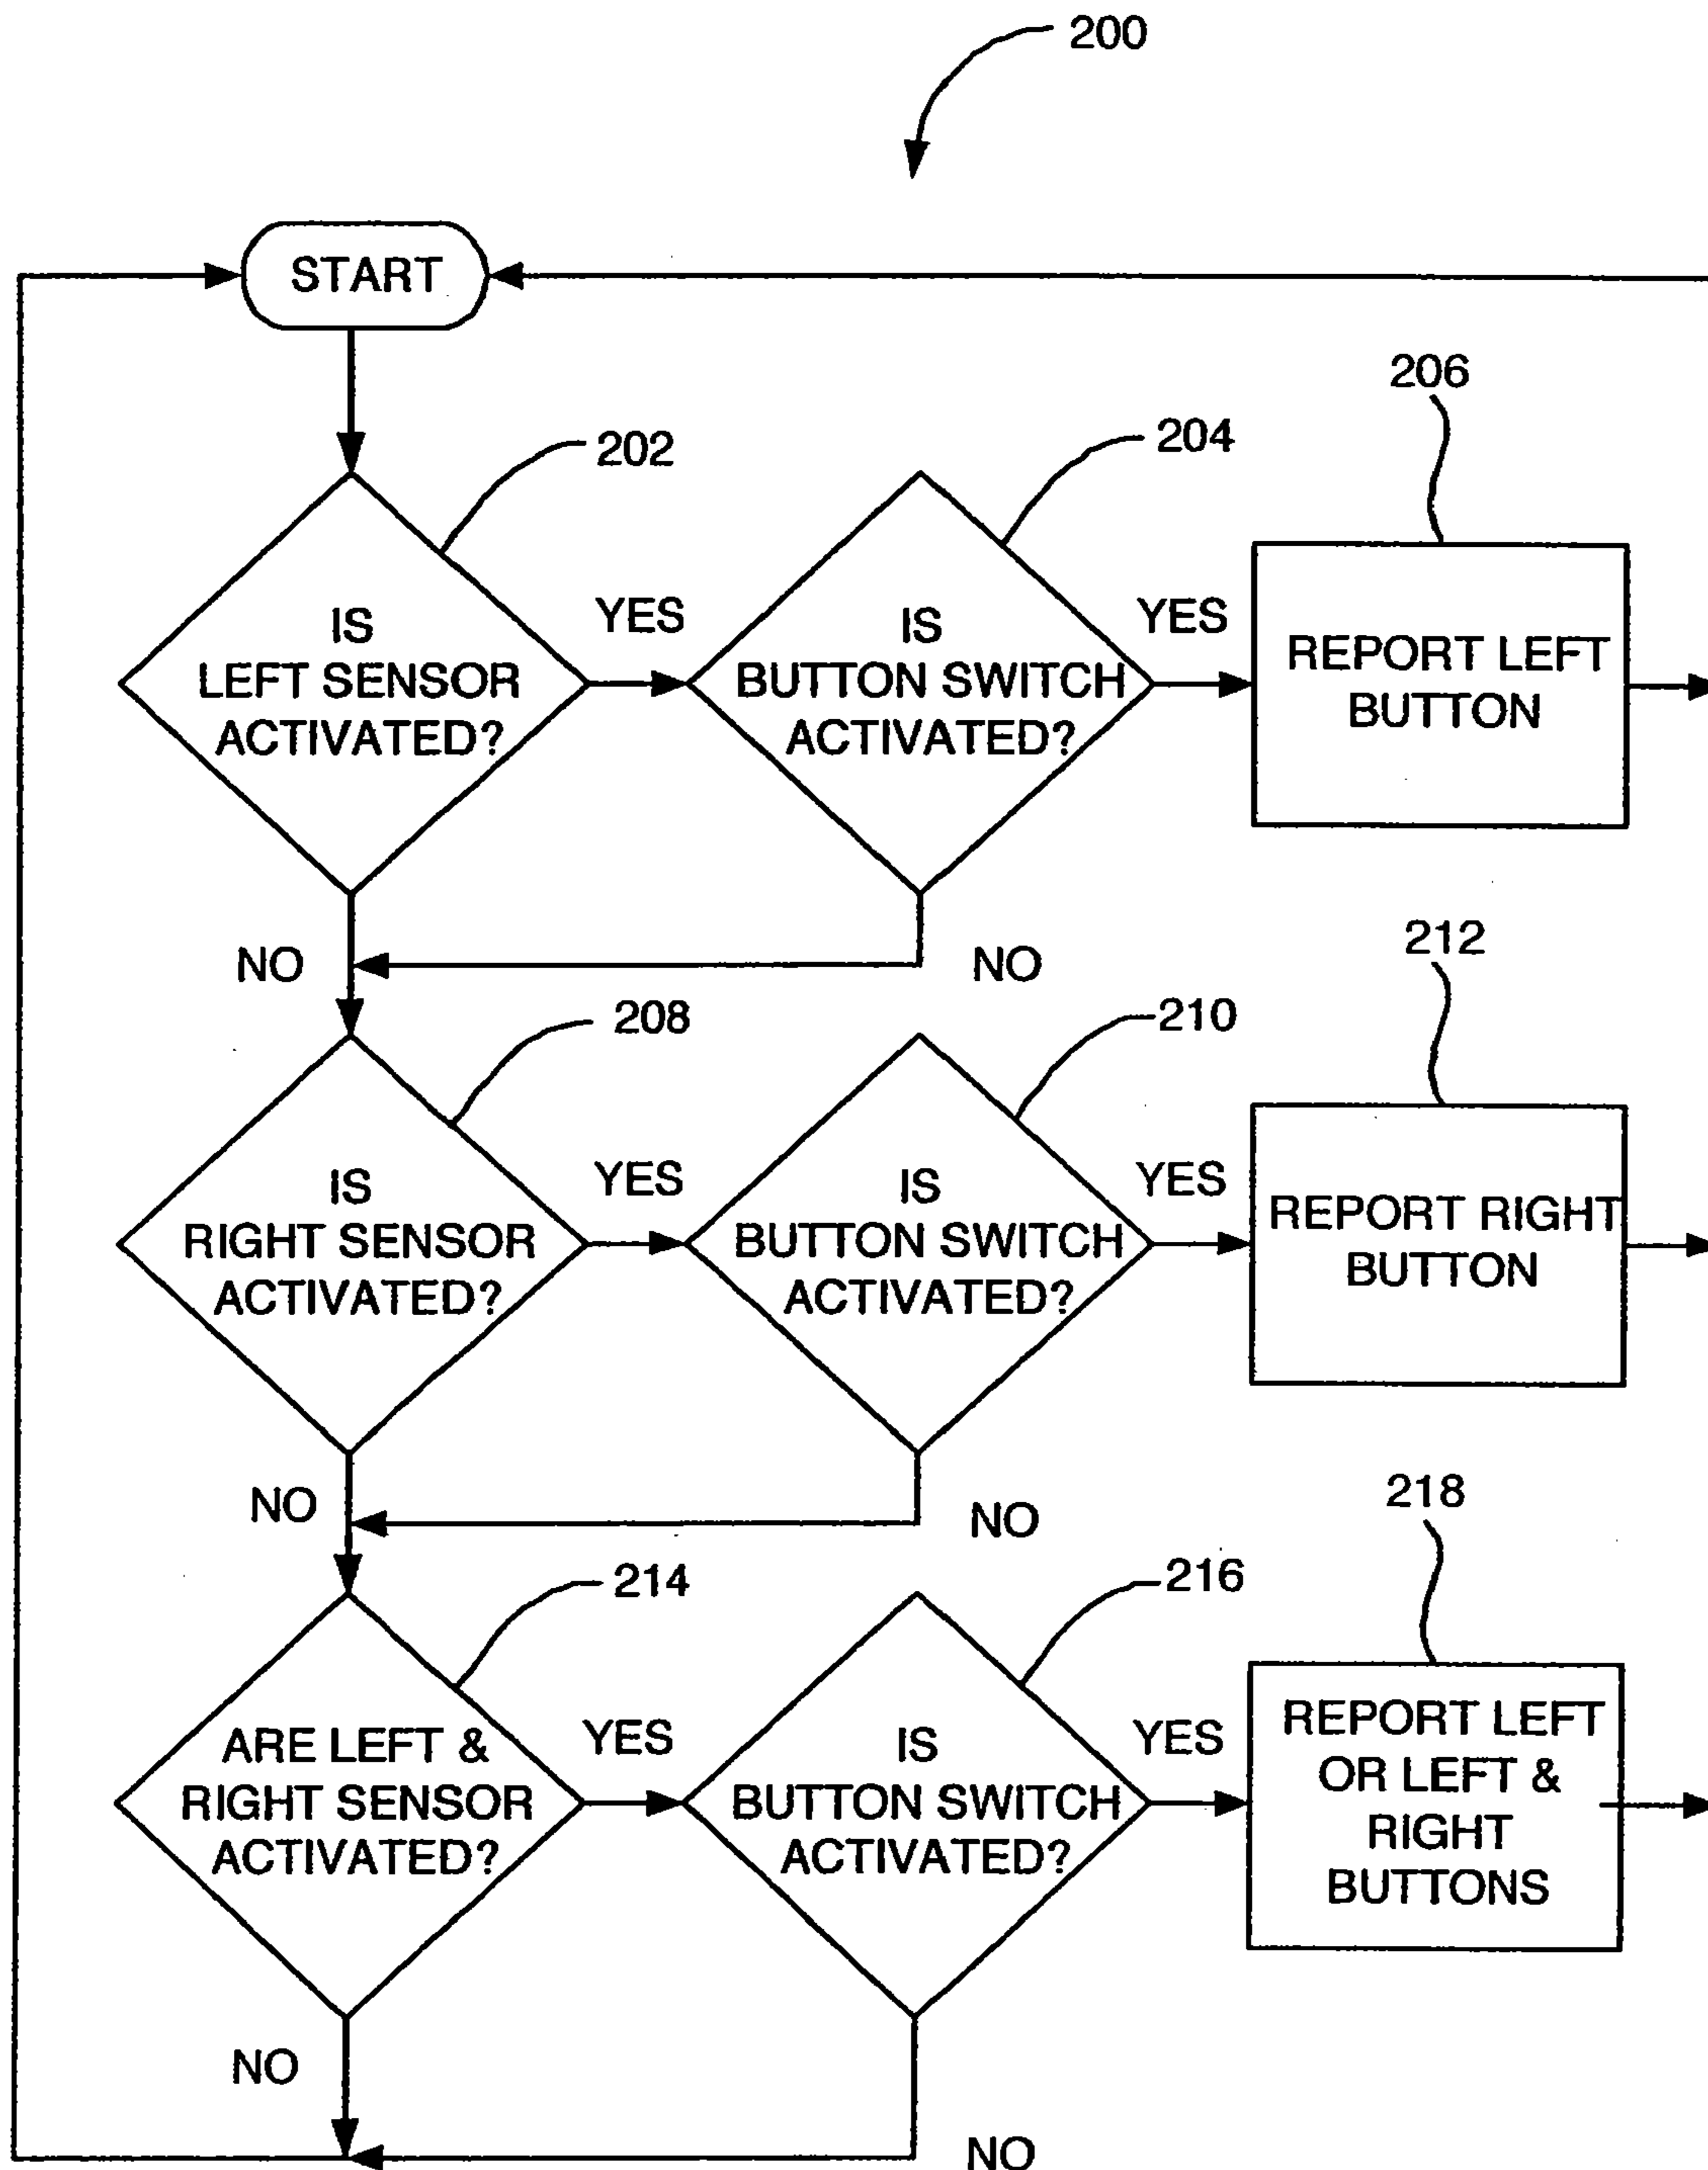 200
START
206
202
204
IS
LEFT SENSOR
ACTIVATED?
YES
IS
BUTTON SWITCH
ACTIVATED?
YES
REPORT LEFT
BUTTON
NO
NO
212
208
210
IS
RIGHT SENSOR
ACTIVATED?
YES
IS
BUTTON SWITCH
ACTIVATED?
YES
REPORT RIGHT
BUTTON
NO
NO
218
214
216
ARE LEFT &
RIGHT SENSOR
ACTIVATED?
YES
IS
BUTTON SWITCH
ACTIVATED?
YES
REPORT LEFT
OR LEFT &
RIGHT
BUTTONS
NO
NO